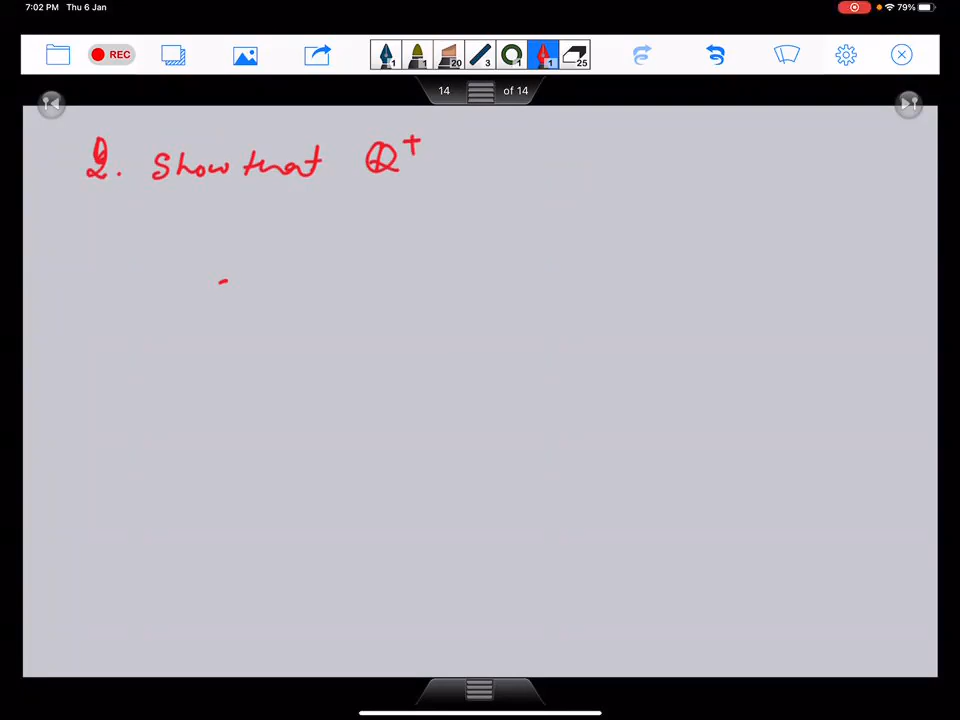 7:02 PM Thu 6 Jan 79%
REC 1 1 20 3 1 1 25
14 of 14
2. Show that Q⁺